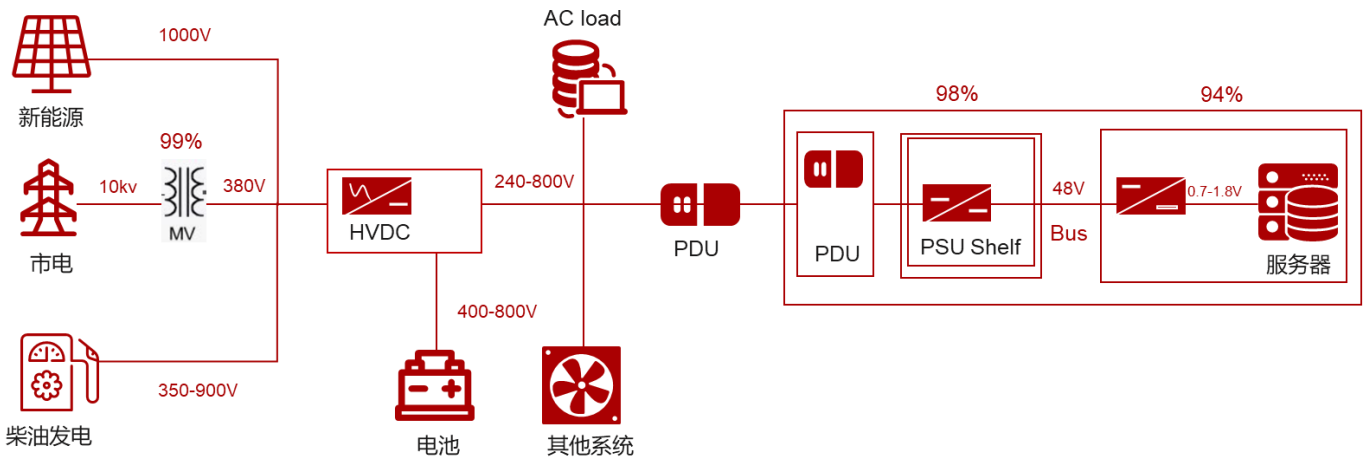 AC load
1000V
新能源
99%
10kv
380V
MV
市电
HVDC
240-800V
PDU
98%
94%
PDU
PSU Shelf
48V
Bus
0.7-1.8V
服务器
400-800V
350-900V
柴油发电
电池
其他系统